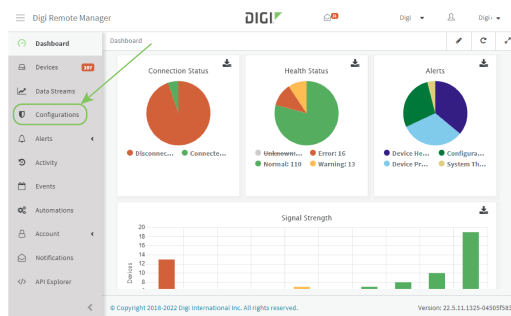 Digi Remote Manager
DIGI
Digi
Digi
Dashboard
Dashboard
Devices
Data Streams
Configurations
Alerts
Activity
Events
Automations
Account
Notifications
API Explorer
Connection Status
Disconnec...
Connecte...
Health Status
Unknown:
Error: 16
Normal: 110
Warning: 13
Alerts
Device He...
Configura...
Device Pr...
System Th...
Signal Strength
Devices
20
18
16
14
12
10
8
6
© Copyright 2018-2022 Digi International Inc. All rights reserved.
Version: 22.5.11.1325-04505f583